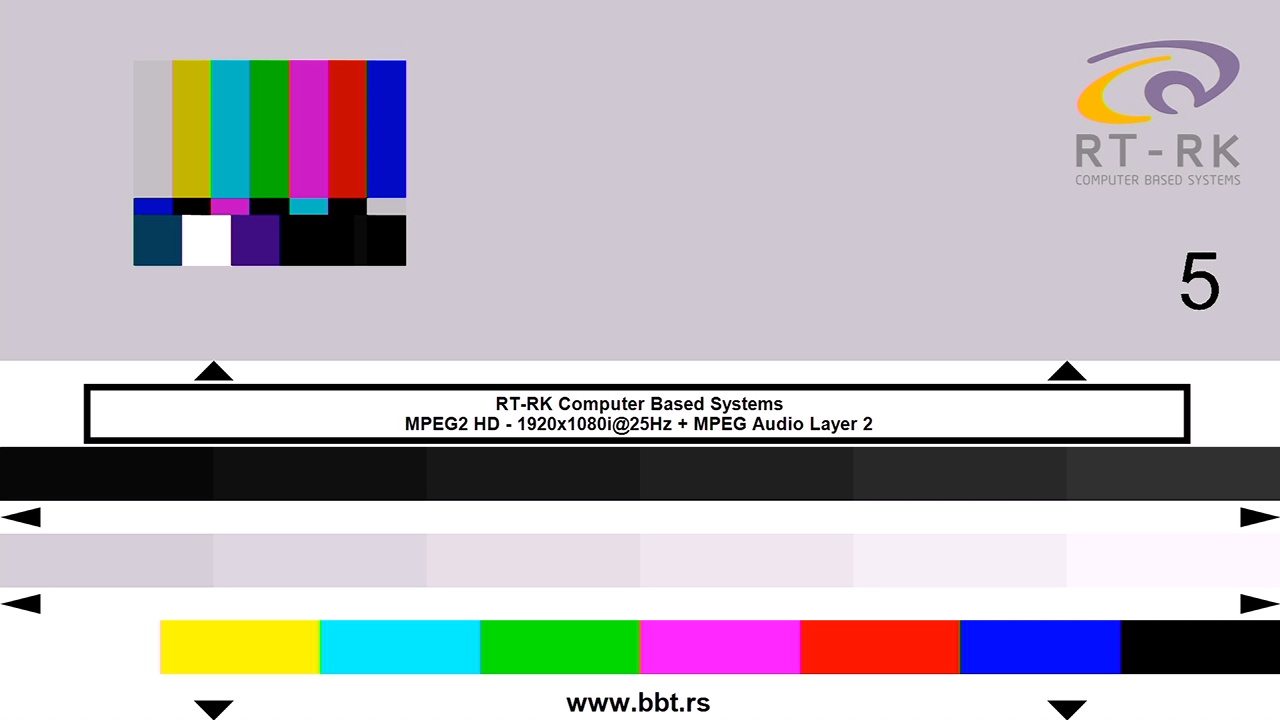 RT-RK
COMPUTER BASED SYSTEMS
5
RT-RK Computer Based Systems
MPEG2 HD - 1920x1080i@25Hz + MPEG Audio Layer 2
www.bbt.rs